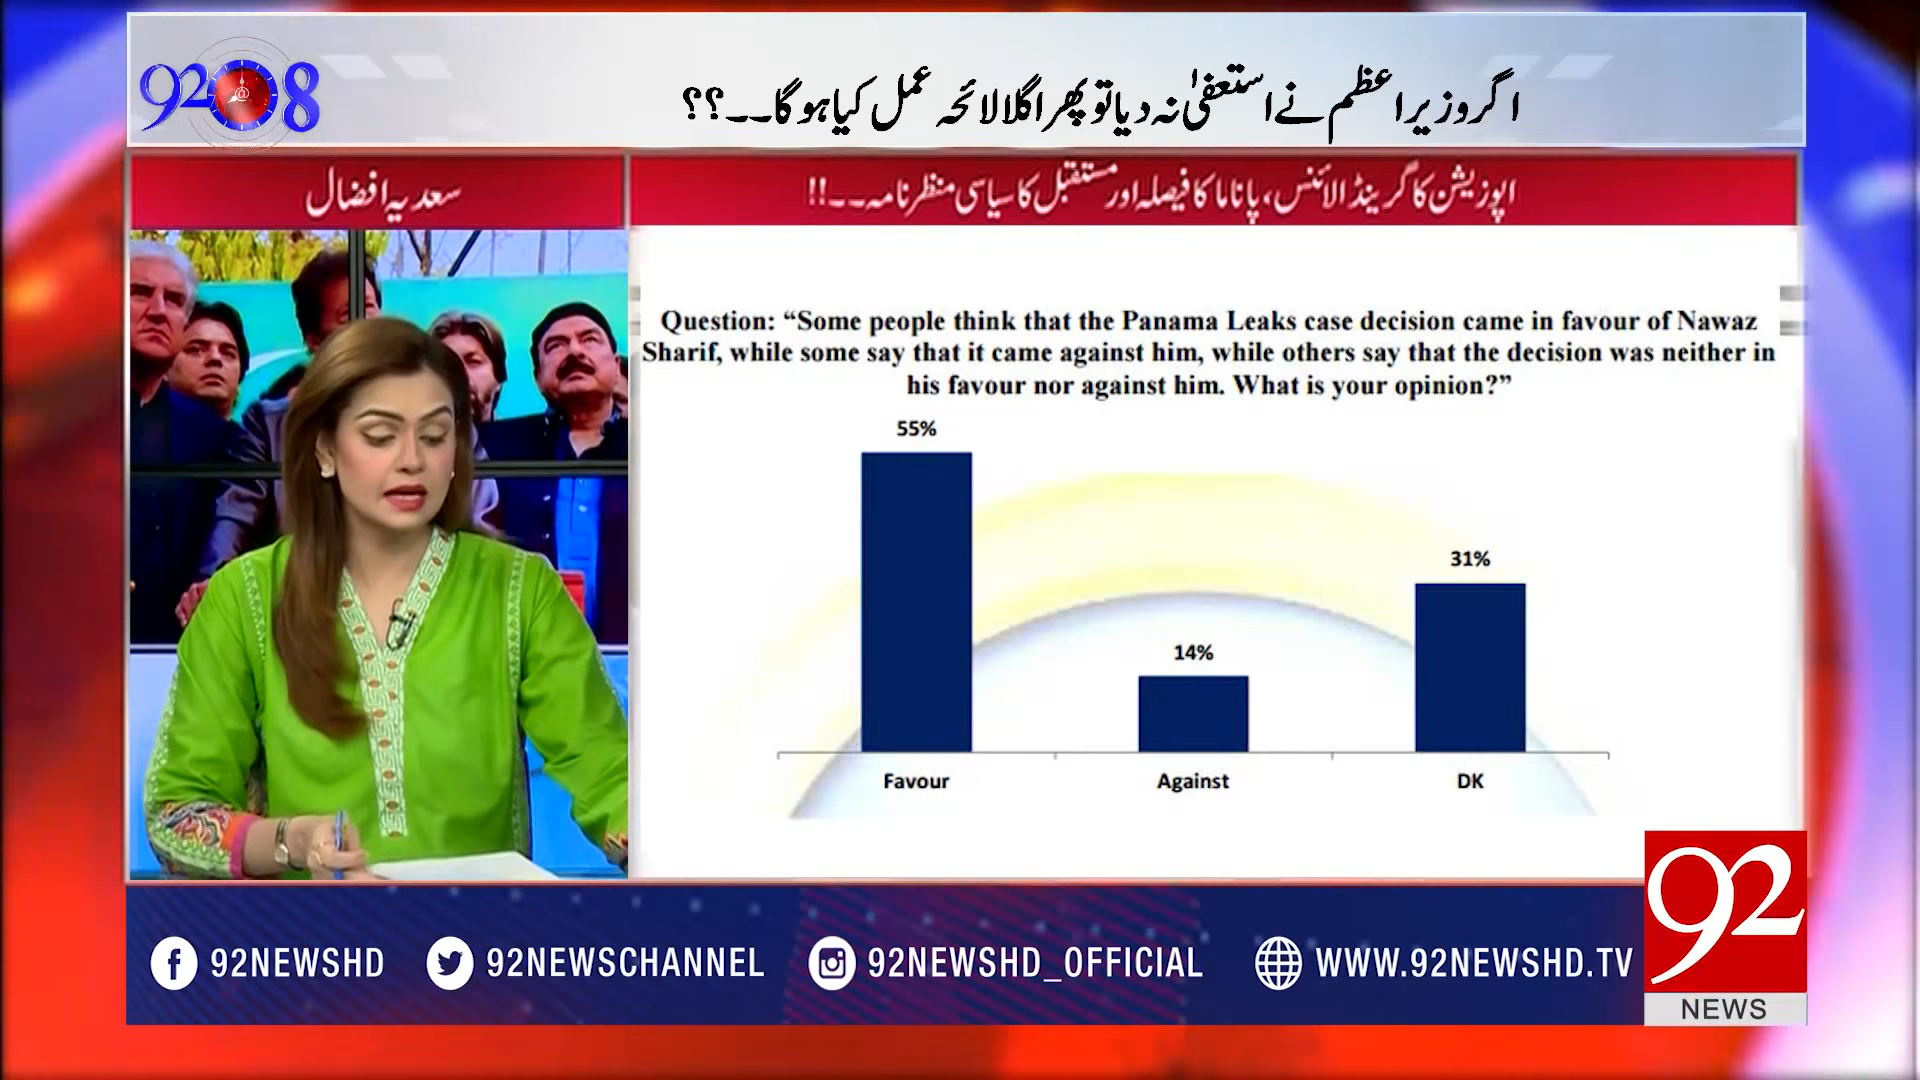 92@8
اگر وزیر اعظم نے استعفیٰ نہ دیا تو پھر اگلا لائحہ عمل کیا ہو گا۔۔۔؟؟
سعدیہ افضال
اپوزیشن کا گرینڈ الائنس، پاناما کا فیصلہ اور مستقبل کا سیاسی منظر نامہ۔۔۔!!
Question: “Some people think that the Panama Leaks case decision came in favour of Nawaz
Sharif, while some say that it came against him, while others say that the decision was neither in
his favour nor against him. What is your opinion?”
55%
14%
31%
Favour
Against
DK
92NEWSHD
92NEWSCHANNEL
92NEWSHD_OFFICIAL
WWW.92NEWSHD.TV
92
NEWS